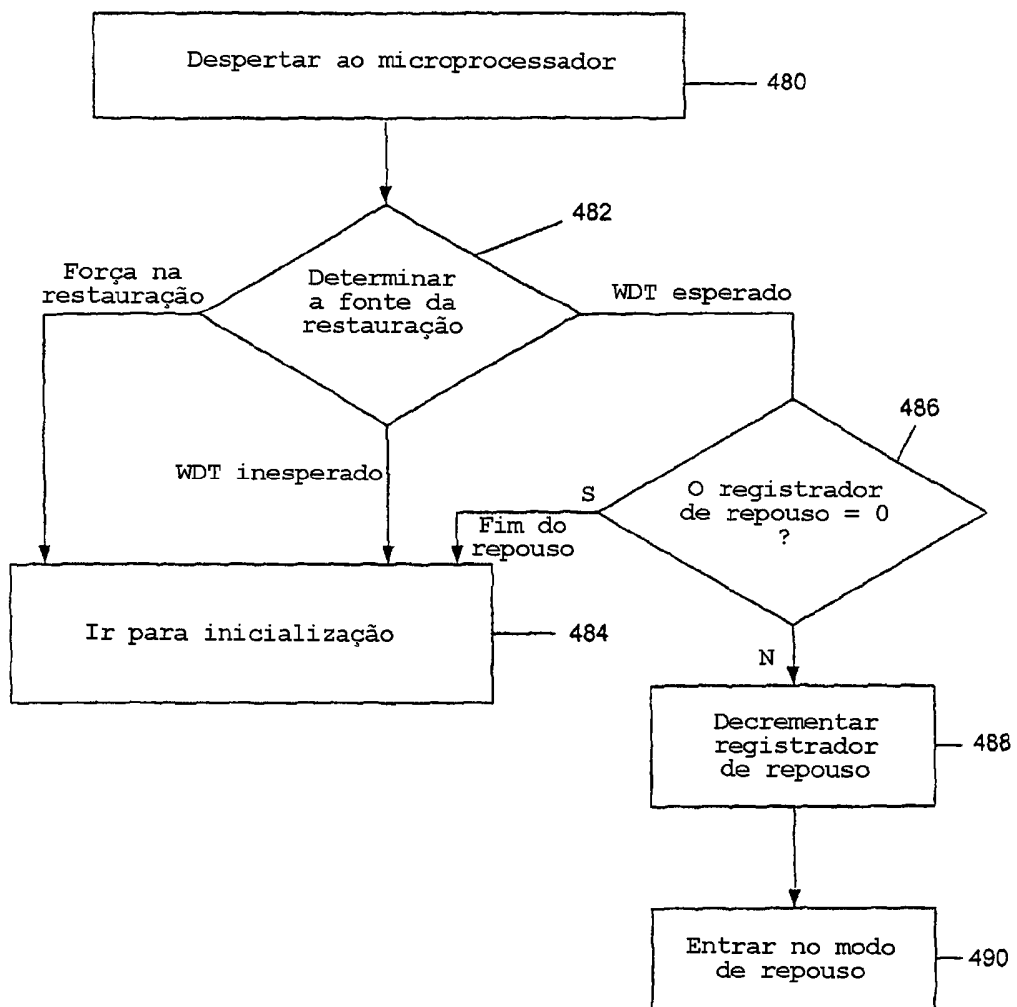 Despertar ao microprocessador
480
482
Força na
restauração
Determinar
a fonte da
restauração
WDT esperado
486
WDT inesperado
S
Fim do
repouso
O registrador
de repouso = 0
?
Ir para inicialização
484
N
Decrementar
registrador
de repouso
488
Entrar no modo
de repouso
490